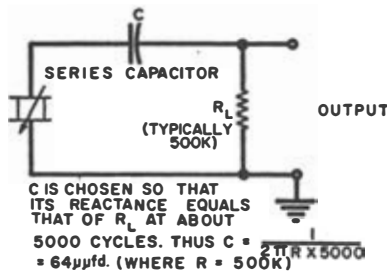 C
SERIES CAPACITOR
RL
(TYPICALLY
500K)
OUTPUT
C IS CHOSEN SO THAT
ITS REACTANCE EQUALS
THAT OF RL AT ABOUT
5000 CYCLES. THUS C = 1
2πR X 5000
= 64µµfd. (WHERE R = 500K)